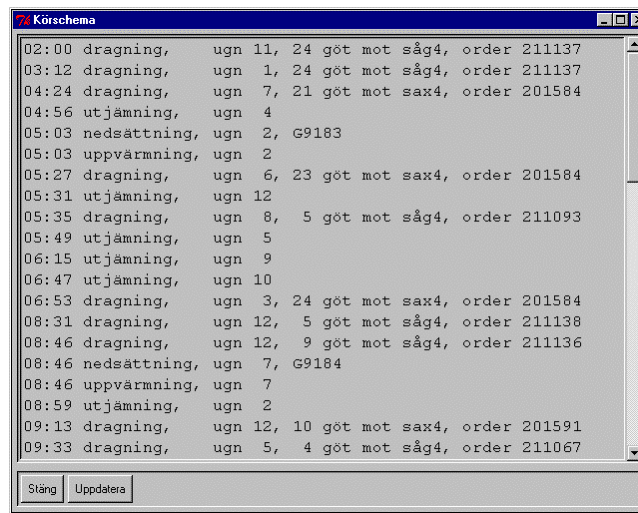 Körschema
02:00 dragning, ugn 11, 24 göt mot såg4, order 211137
03:12 dragning, ugn 1, 24 göt mot såg4, order 211137
04:24 dragning, ugn 7, 21 göt mot sax4, order 201584
04:56 utjämning, ugn 4
05:03 nedsättning, ugn 2, G9183
05:03 uppvärmning, ugn 2
05:27 dragning, ugn 6, 23 göt mot sax4, order 201584
05:31 utjämning, ugn 12
05:35 dragning, ugn 8, 5 göt mot såg4, order 211093
05:49 utjämning, ugn 5
06:15 utjämning, ugn 9
06:47 utjämning, ugn 10
06:53 dragning, ugn 3, 24 göt mot sax4, order 201584
08:31 dragning, ugn 12, 5 göt mot såg4, order 211138
08:46 dragning, ugn 12, 9 göt mot såg4, order 211136
08:46 nedsättning, ugn 7, G9184
08:46 uppvärmning, ugn 7
08:59 utjämning, ugn 2
09:13 dragning, ugn 12, 10 göt mot sax4, order 201591
09:33 dragning, ugn 5, 4 göt mot såg4, order 211067
Stäng Uppdatera